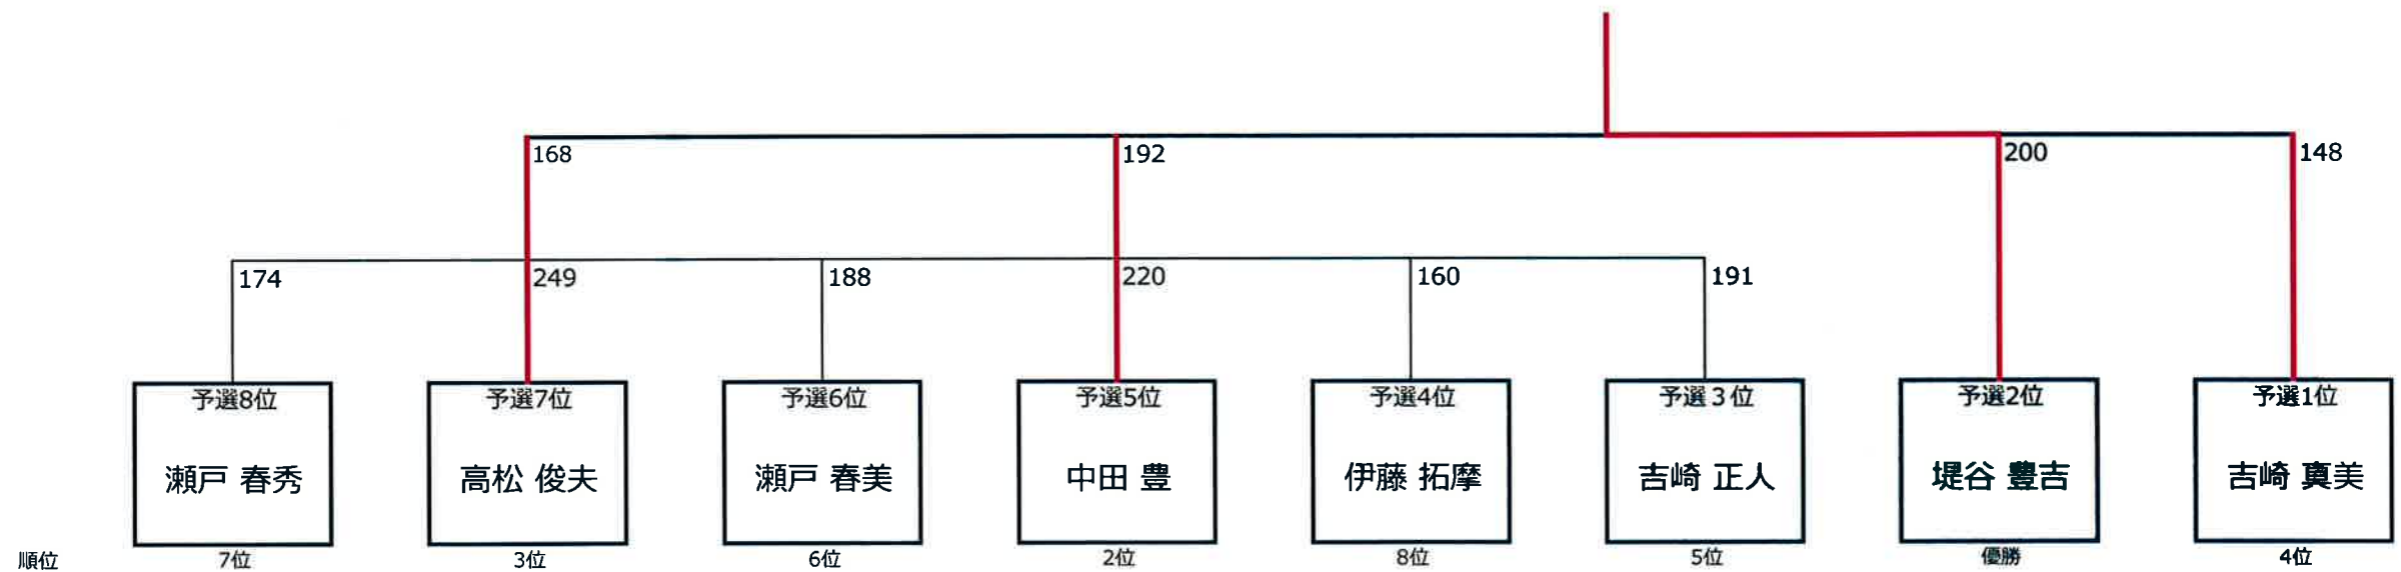 168 192 200 148
174 249 188 220 160 191
予選8位 予選7位 予選6位 予選5位 予選4位 予選３位 予選2位 予選1位
瀬戸 春秀 高松 俊夫 瀬戸 春美 中田 豊 伊藤 拓摩 吉崎 正人 堤谷 豊吉 吉崎 真美
順位 7位 3位 6位 2位 8位 5位 優勝 4位